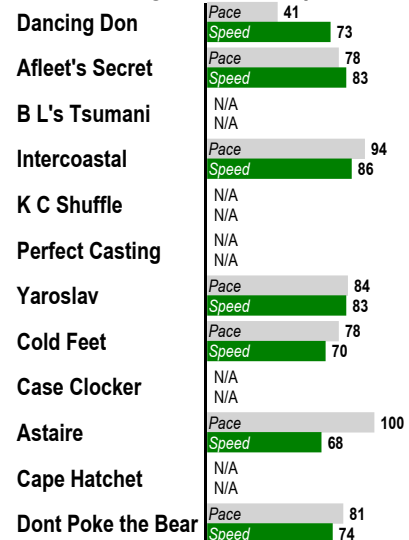 Dancing Don
Pace 41
Speed 73
Afleet's Secret
Pace 78
Speed 83
B L's Tsumani
N/A
N/A
Intercoastal
Pace 94
Speed 86
K C Shuffle
N/A
N/A
Perfect Casting
N/A
N/A
Yaroslav
Pace 84
Speed 83
Cold Feet
Pace 78
Speed 70
Case Clocker
N/A
N/A
Astaire
Pace 100
Speed 68
Cape Hatchet
N/A
N/A
Dont Poke the Bear
Pace 81
Speed 74